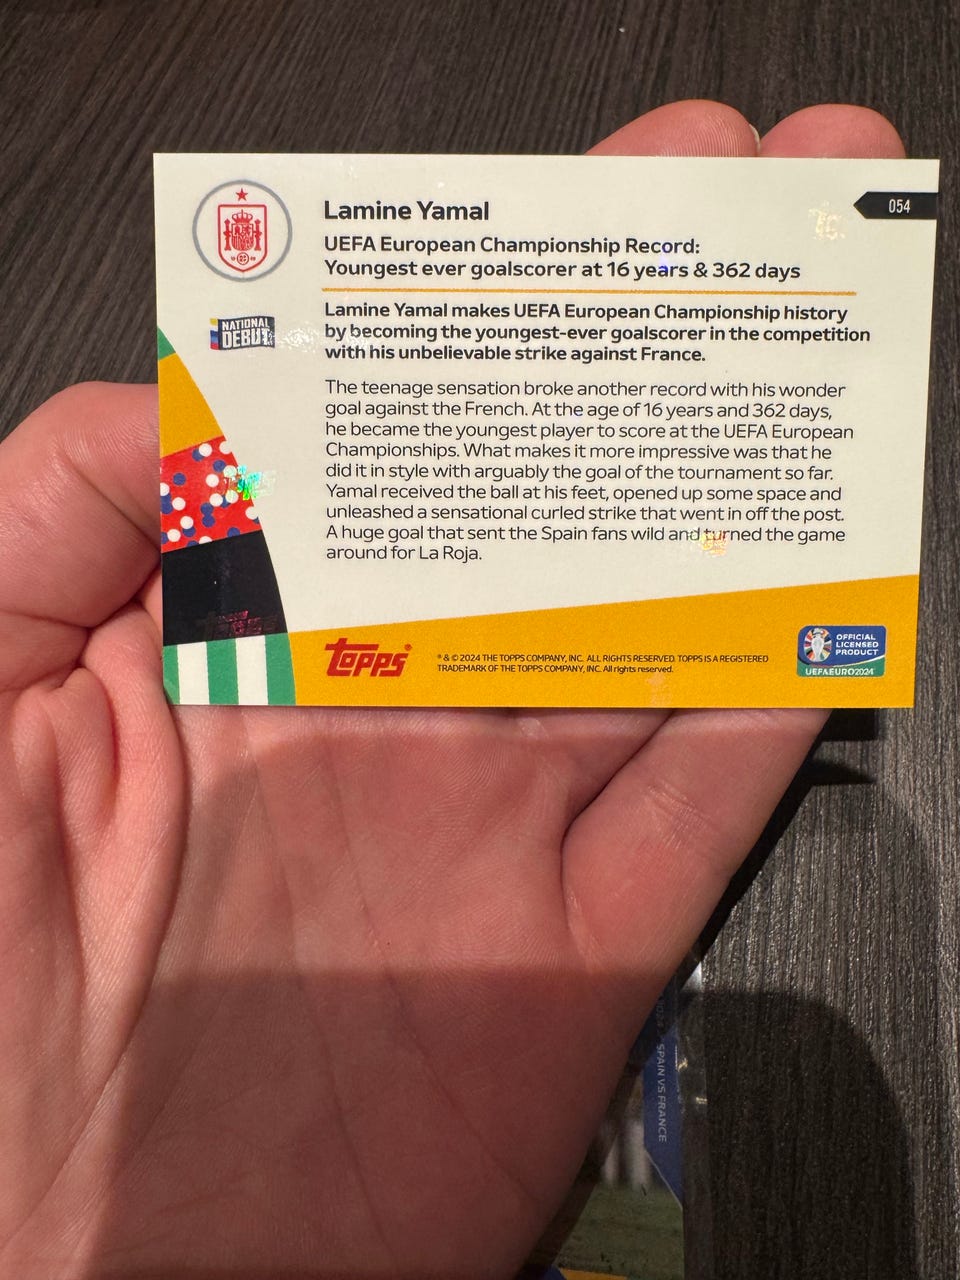 Lamine Yamal
054
UEFA European Championship Record:
Youngest ever goalscorer at 16 years & 362 days
NATIONAL
DEBUT
Lamine Yamal makes UEFA European Championship history
by becoming the youngest-ever goalscorer in the competition
with his unbelievable strike against France.
The teenage sensation broke another record with his wonder
goal against the French. At the age of 16 years and 362 days,
he became the youngest player to score at the UEFA European
Championships. What makes it more impressive was that he
did it in style with arguably the goal of the tournament so far.
Yamal received the ball at his feet, opened up some space and
unleashed a sensational curled strike that went in off the post.
A huge goal that sent the Spain fans wild and turned the game
around for La Roja.
Topps®
® & © 2024 THE TOPPS COMPANY, INC. ALL RIGHTS RESERVED. TOPPS IS A REGISTERED
TRADEMARK OF THE TOPPS COMPANY, INC. All rights reserved.
OFFICIAL
LICENSED
PRODUCT
UEFA EURO2024
SPAIN VS FRANCE